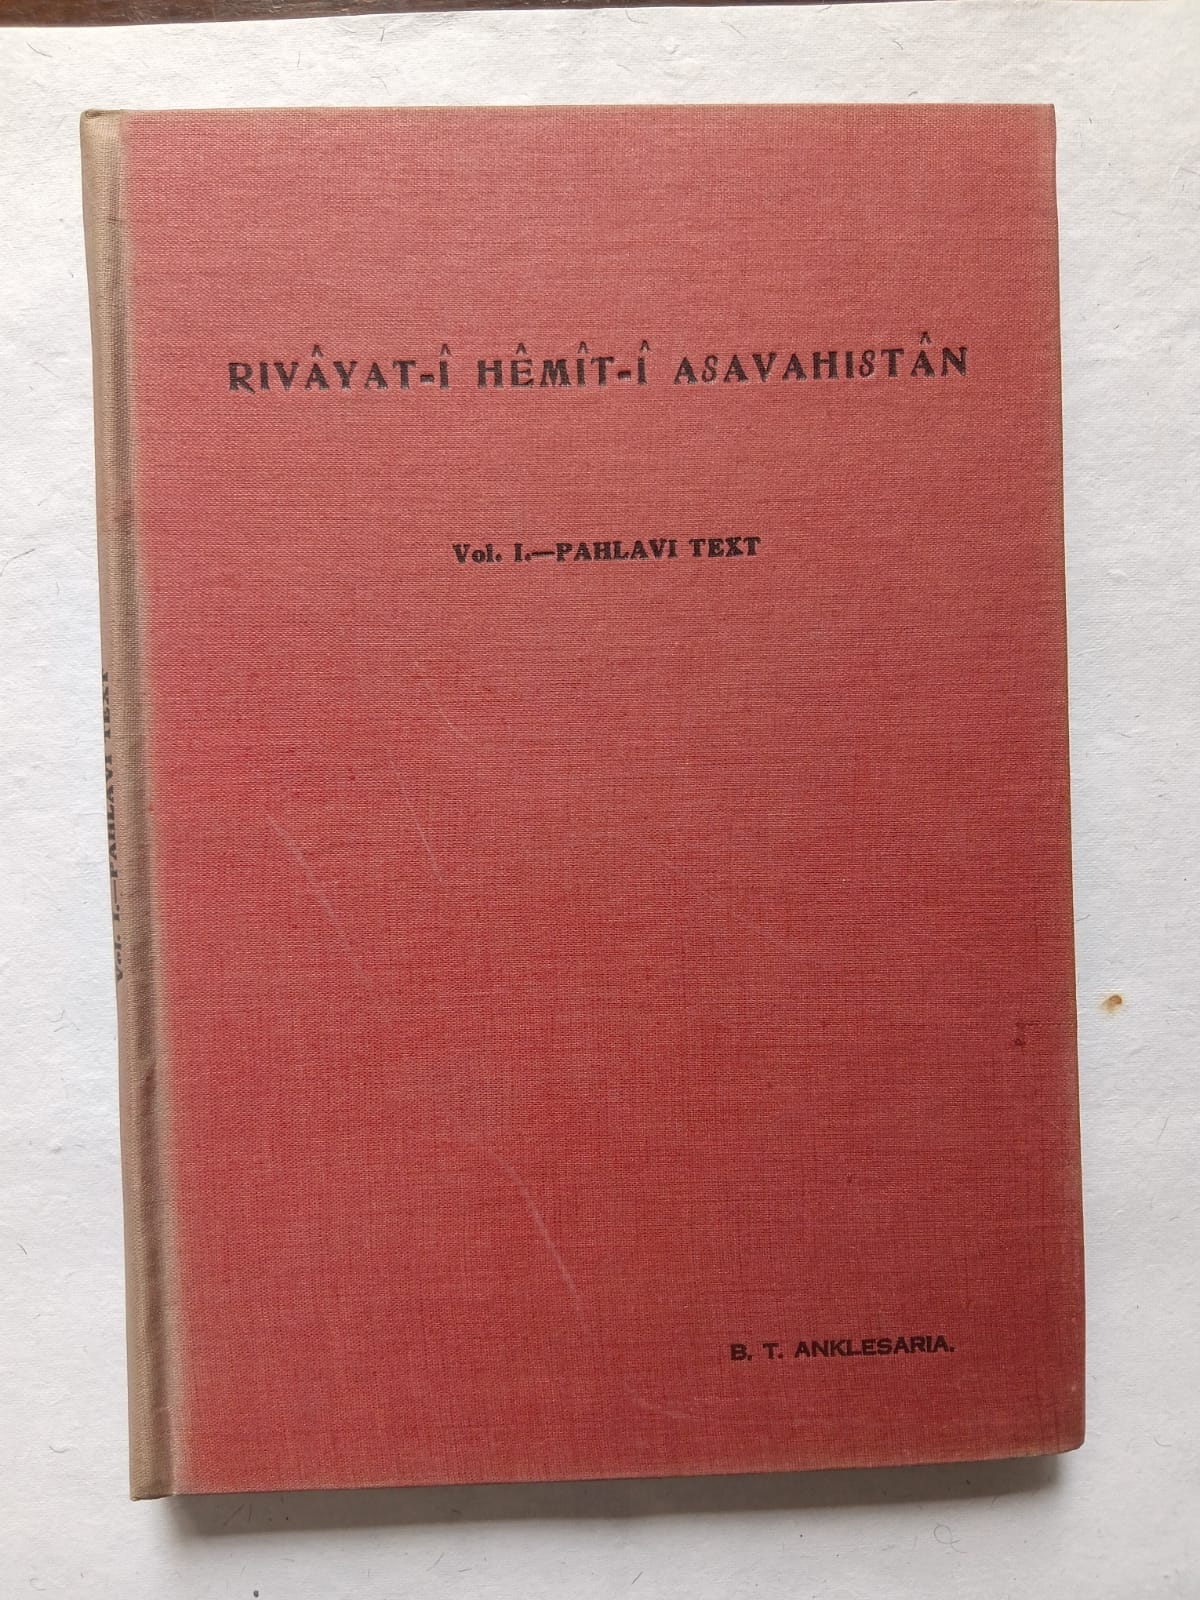 RIVÂYAT-Î HÊMÎT-Î ASAVAHISTÂN
Vol. I.—PAHLAVI TEXT
B. T. ANKLESARIA.
Vol. I.—PAHLAVI TEXT